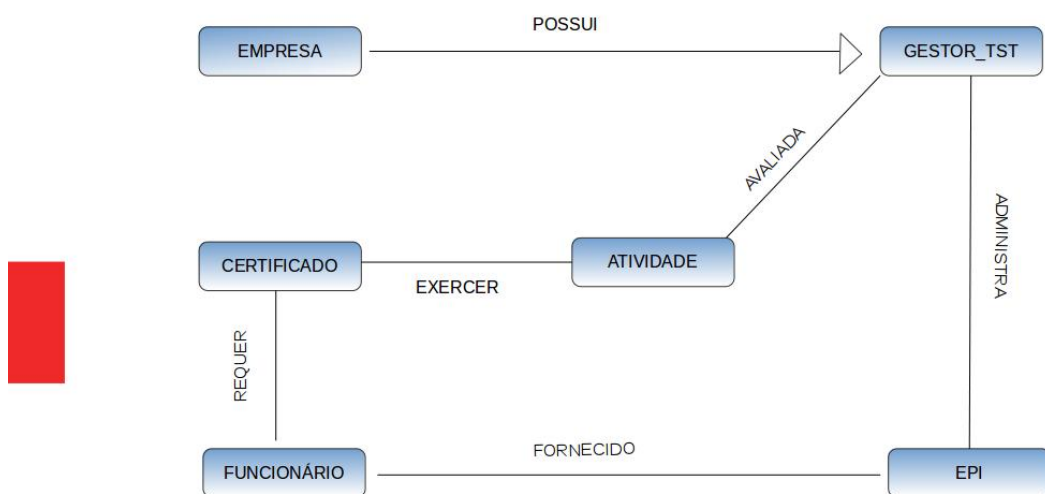 POSSUI
EMPRESA
GESTOR_TST
AVALIADA
ADMINISTRA
CERTIFICADO
ATIVIDADE
EXERCER
REQUER
FORNECIDO
FUNCIONÁRIO
EPI